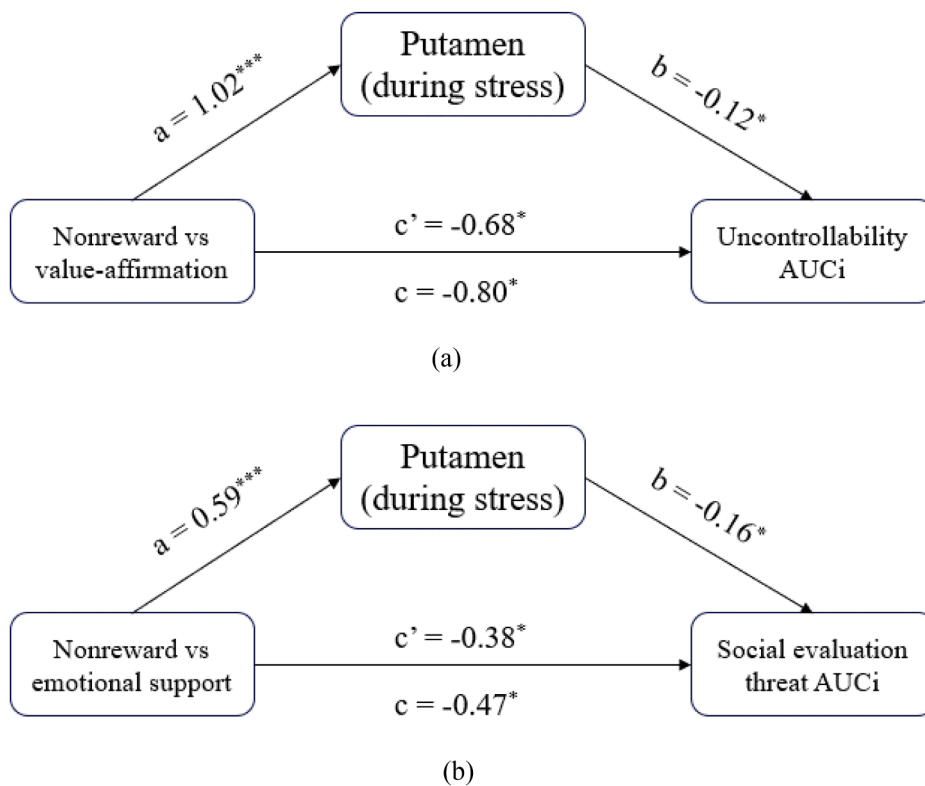 Putamen
(during stress)
a = 1.02***
b = -0.12*
Nonreward vs
value-affirmation
c’ = -0.68*
c = -0.80*
Uncontrollability
AUCi
(a)
Putamen
(during stress)
a = 0.59***
b = -0.16*
Nonreward vs
emotional support
c’ = -0.38*
c = -0.47*
Social evaluation
threat AUCi
(b)